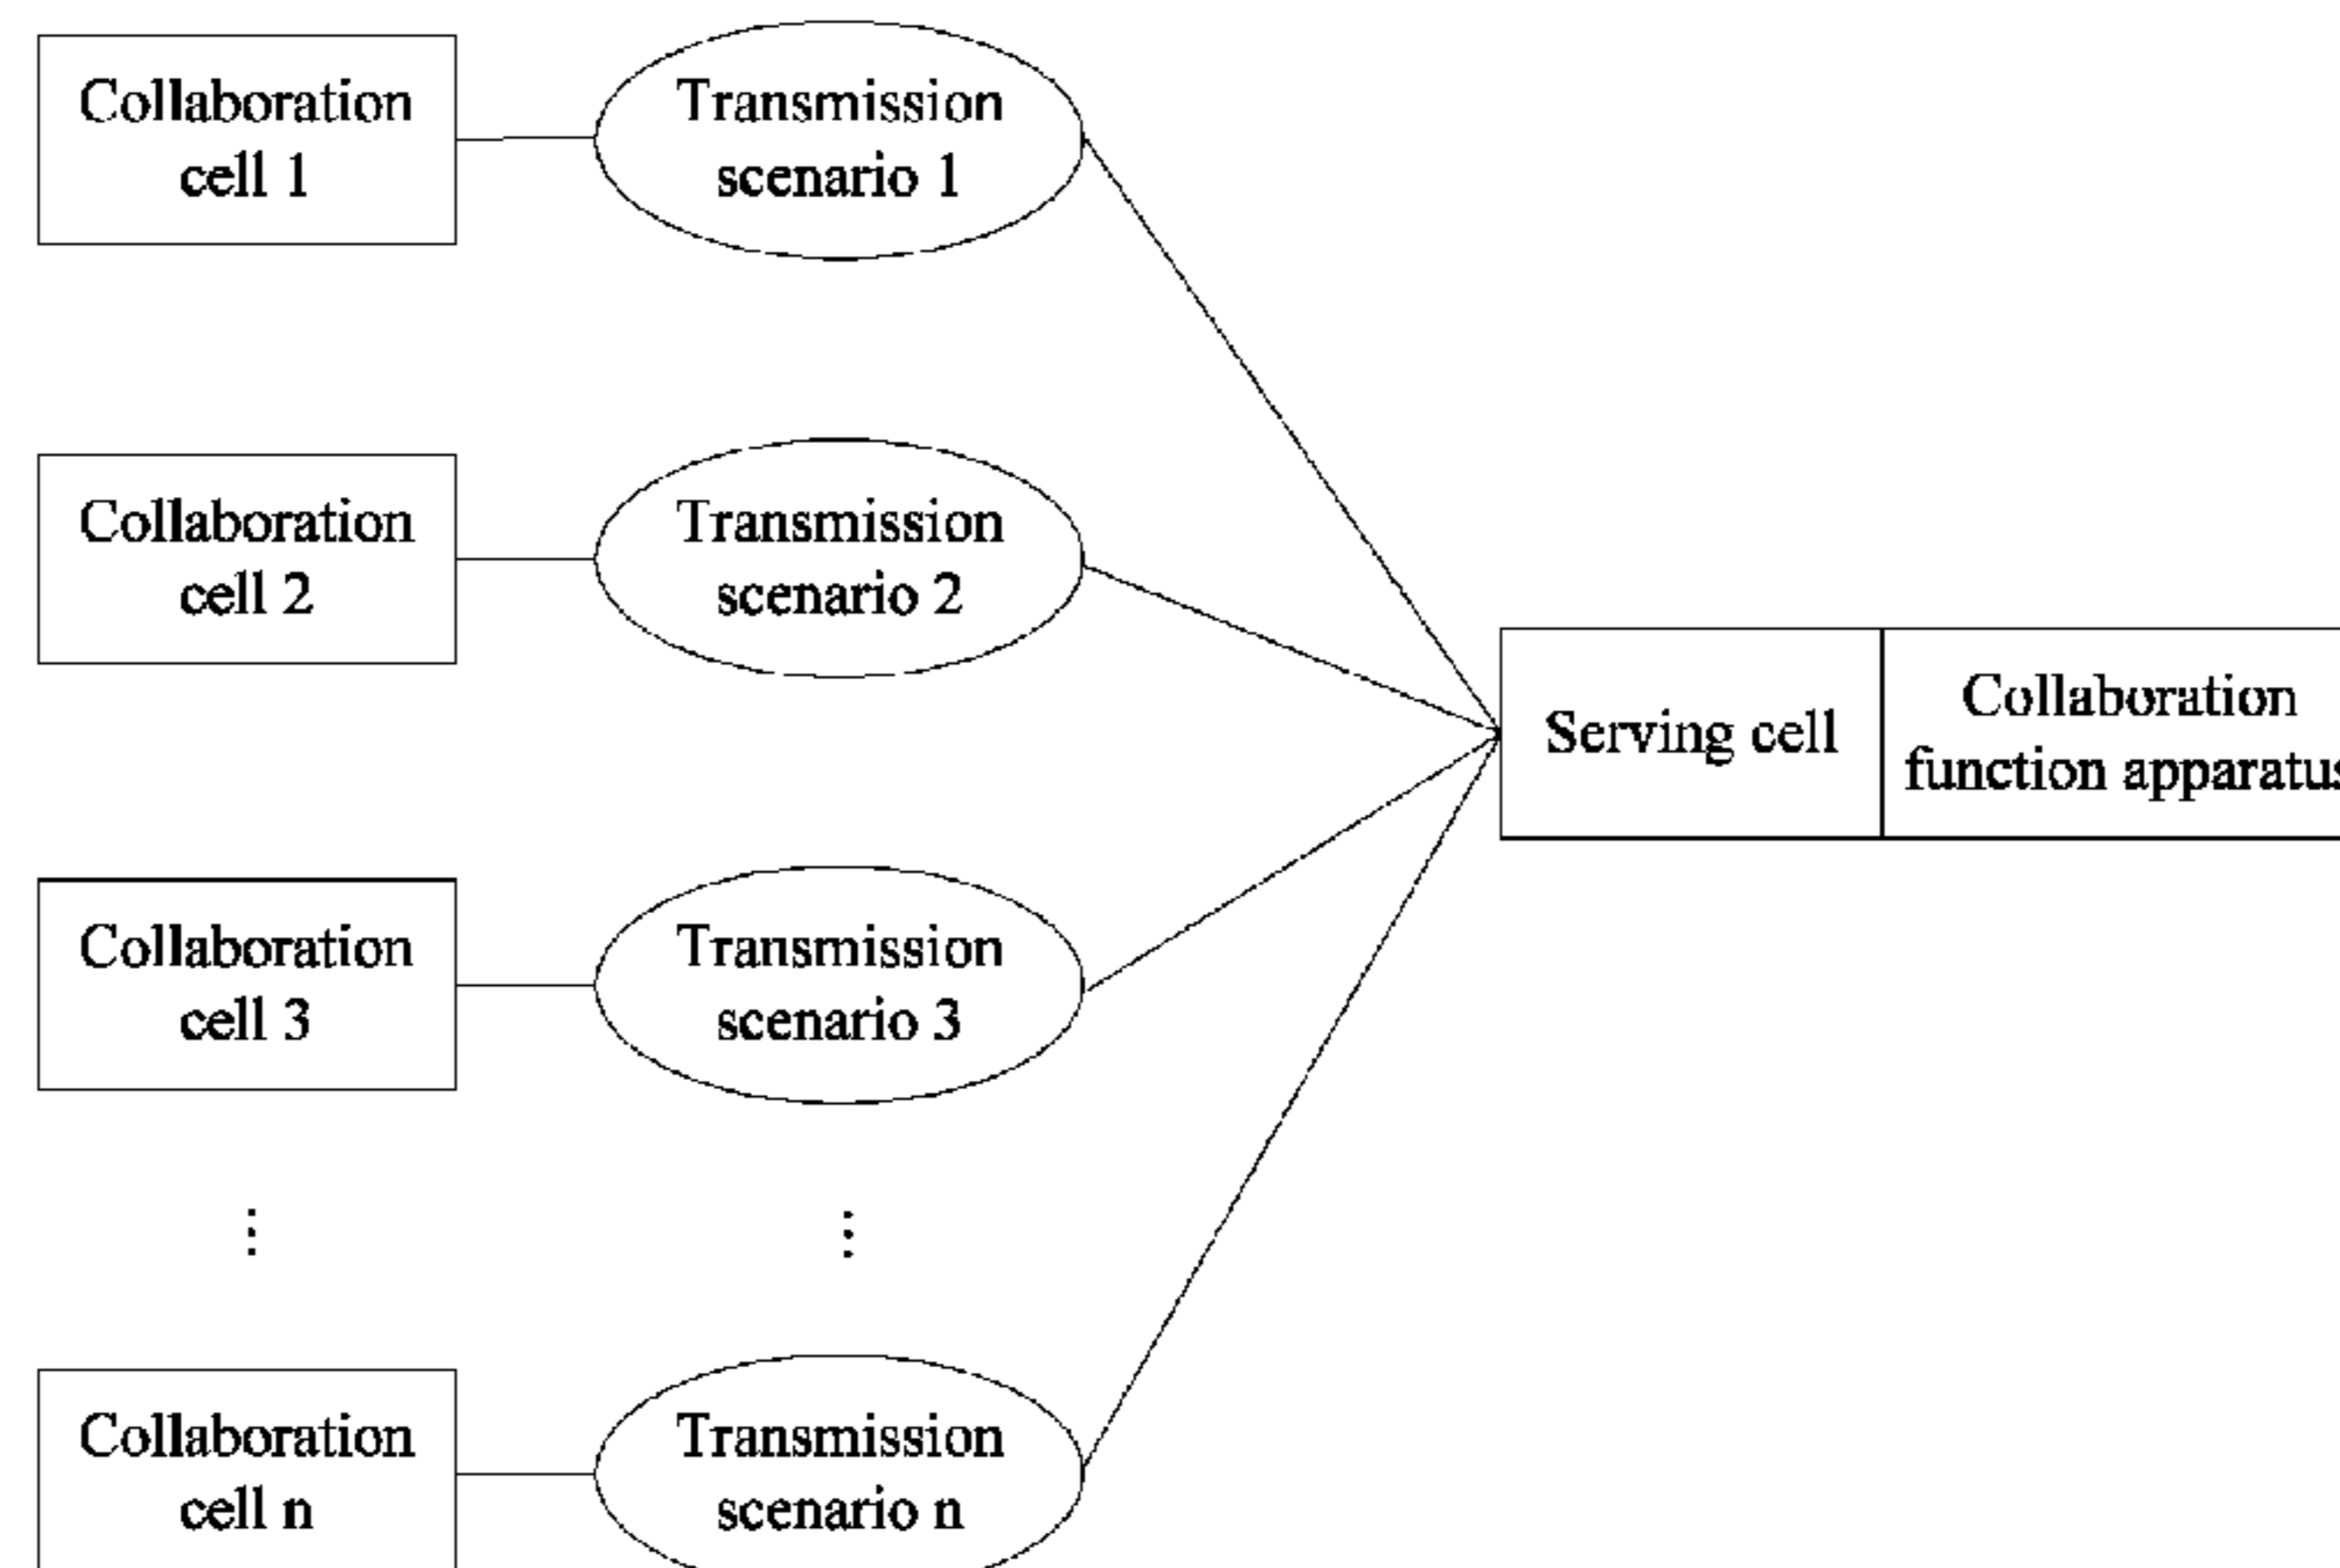 Collaboration
cell 1
Transmission
scenario 1
Collaboration
cell 2
Transmission
scenario 2
Serving cell
Collaboration
function apparatus
Collaboration
cell 3
Transmission
scenario 3
⋮
⋮
Collaboration
cell n
Transmission
scenario n